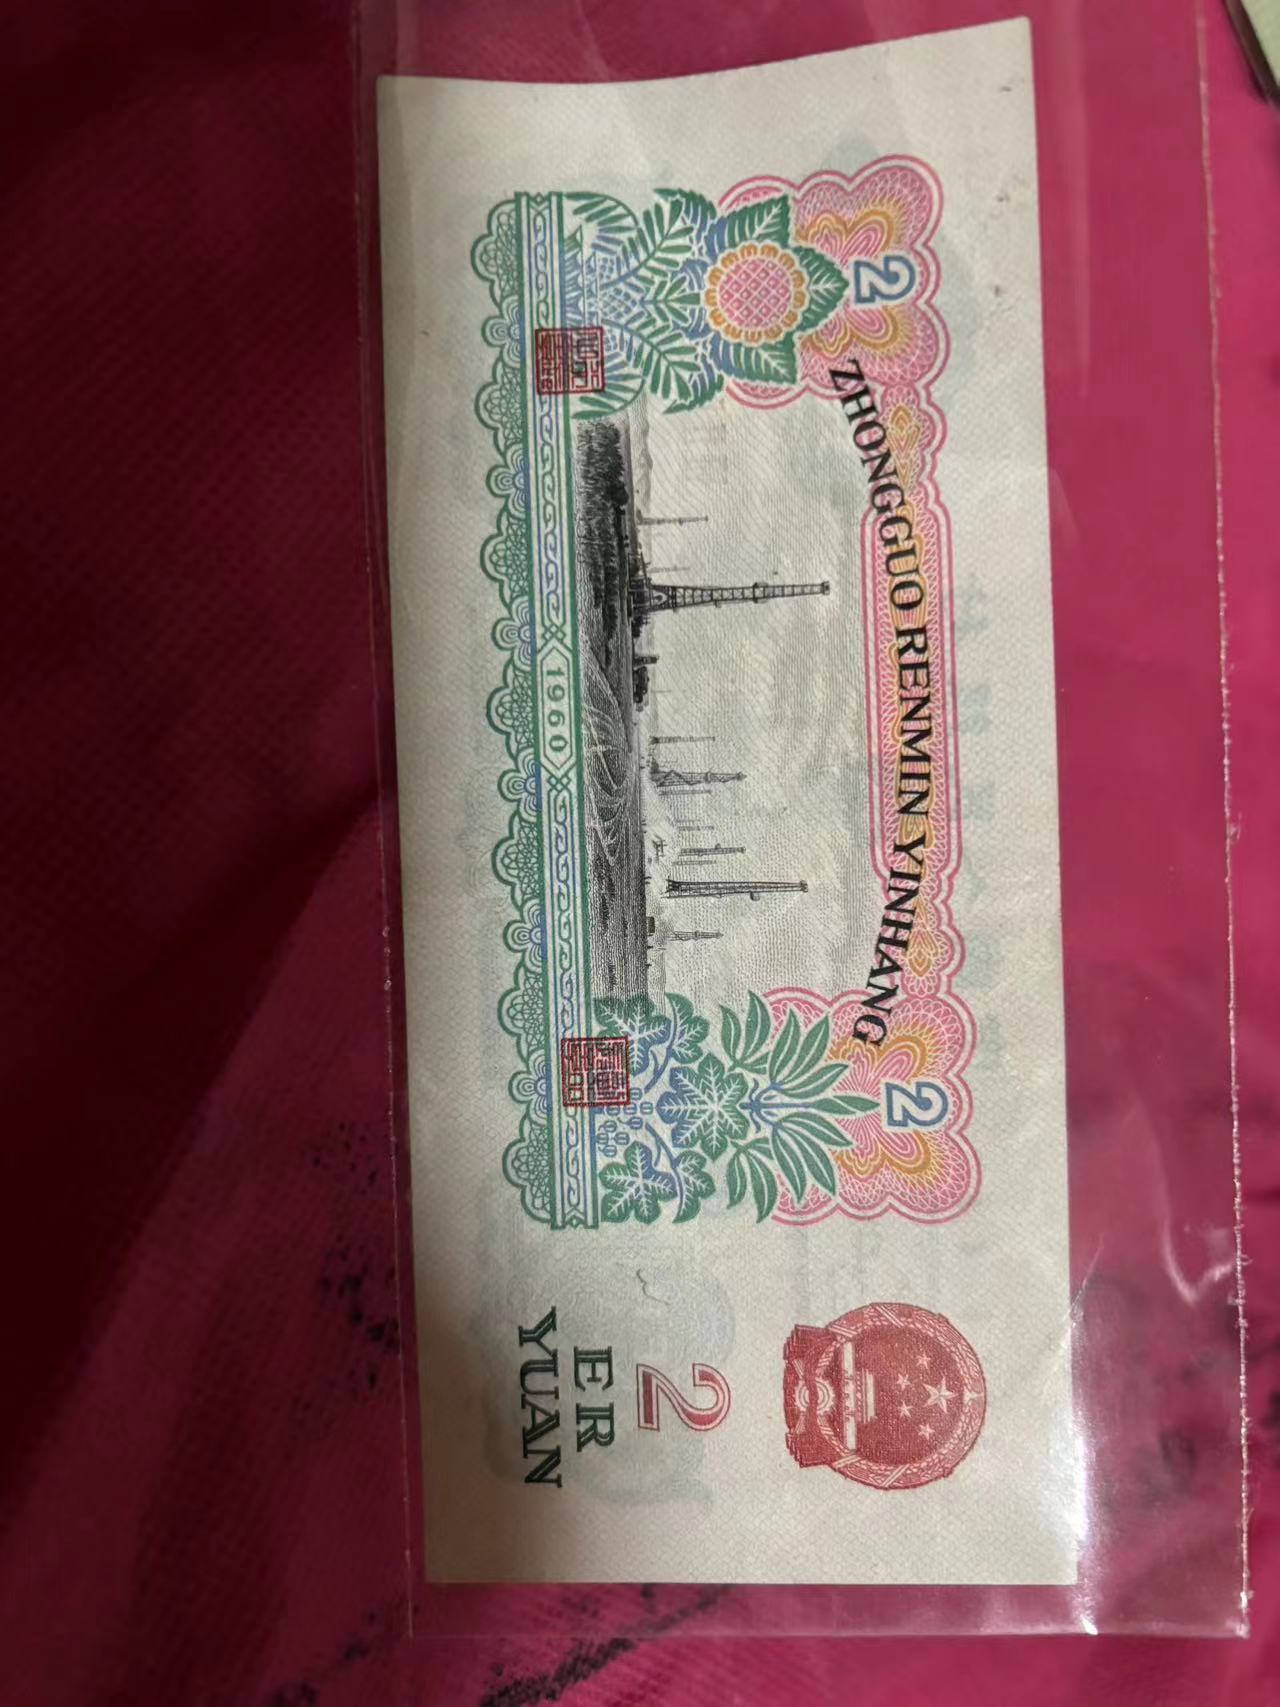 ZHONGGUO RENMIN YINHANG
2
2
1960
2
ER
YUAN